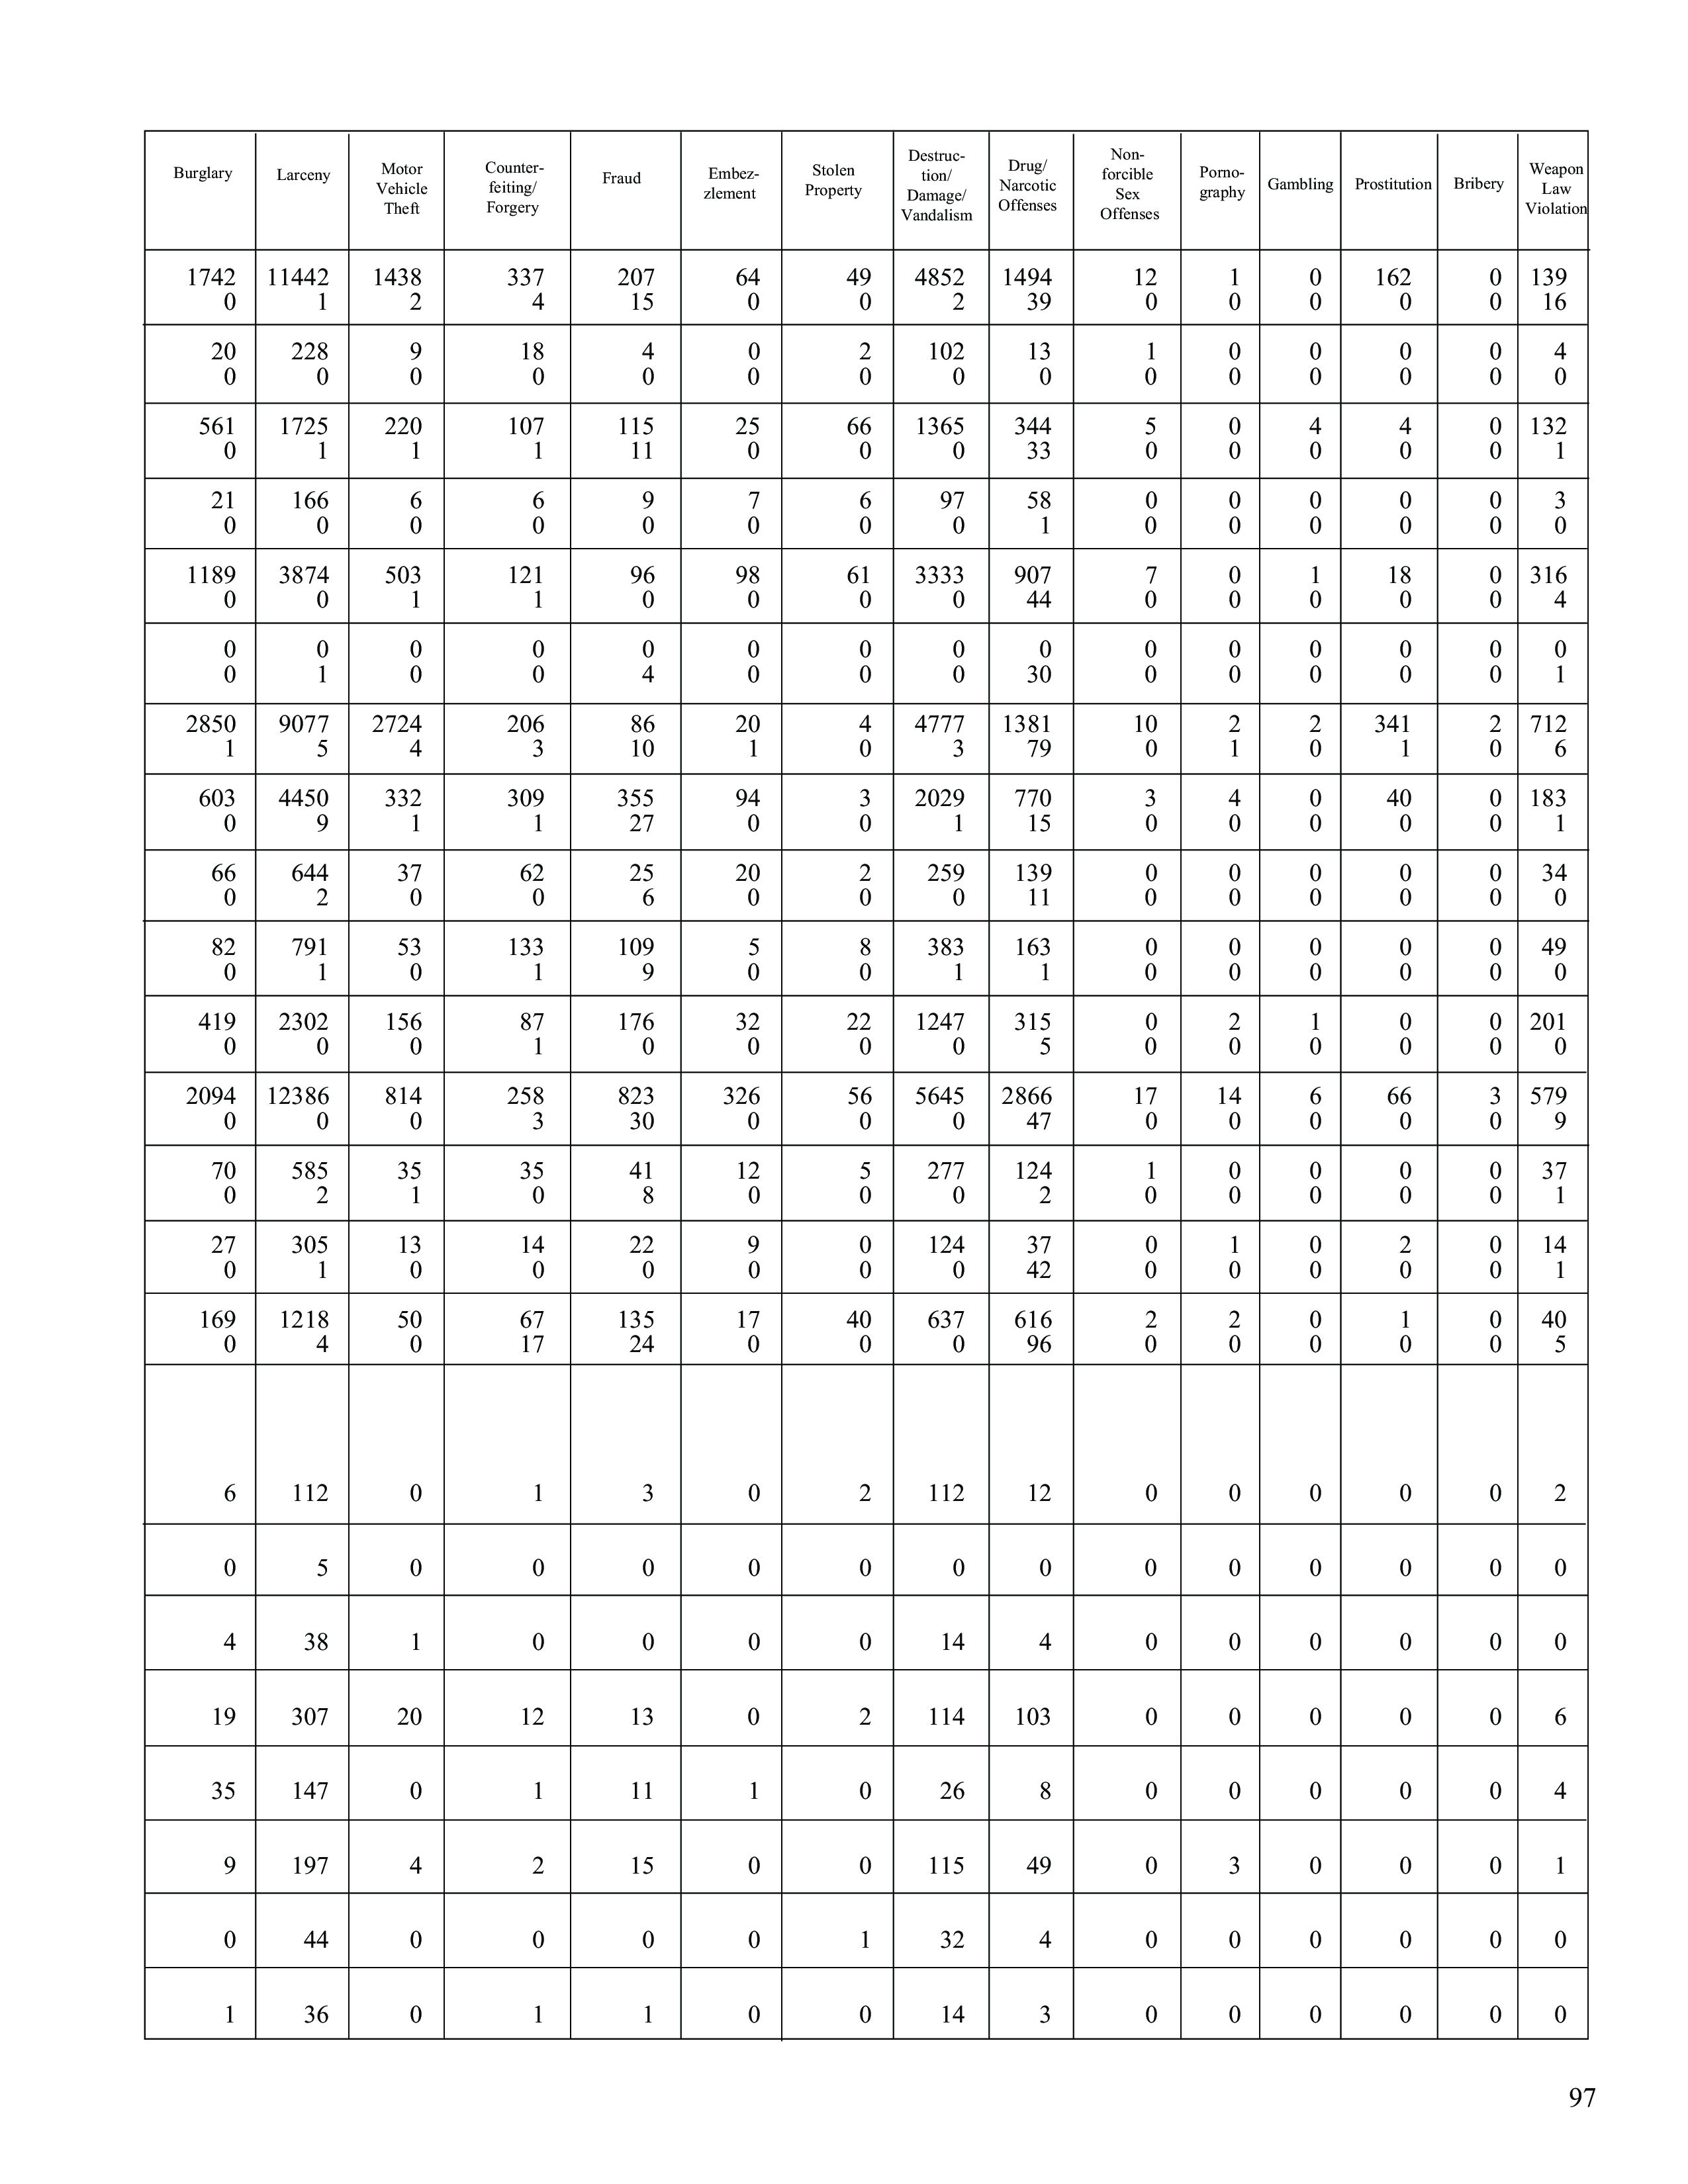 Burglary Larceny Motor Vehicle Theft Counter-feiting/ Forgery Fraud Embez-zlement Stolen Property Destruc-tion/ Damage/ Vandalism Drug/ Narcotic Offenses Non-forcible Sex Offenses Porno-graphy Gambling Prostitution Bribery Weapon Law Violation
1742 11442 1438 337 207 64 49 4852 1494 12 1 0 162 0 139
0 1 2 4 15 0 0 2 39 0 0 0 0 0 16
20 228 9 18 4 0 2 102 13 1 0 0 0 0 4
0 0 0 0 0 0 0 0 0 0 0 0 0 0 0
561 1725 220 107 115 25 66 1365 344 5 0 4 4 0 132
0 1 1 1 11 0 0 0 33 0 0 0 0 0 1
21 166 6 6 9 7 6 97 58 0 0 0 0 0 3
0 0 0 0 0 0 0 0 1 0 0 0 0 0 0
1189 3874 503 121 96 98 61 3333 907 7 0 1 18 0 316
0 0 1 1 0 0 0 0 44 0 0 0 0 0 4
0 0 0 0 0 0 0 0 0 0 0 0 0 0 0
0 1 0 0 4 0 0 0 30 0 0 0 0 0 1
2850 9077 2724 206 86 20 4 4777 1381 10 2 2 341 2 712
1 5 4 3 10 1 0 3 79 0 1 0 1 0 6
603 4450 332 309 355 94 3 2029 770 3 4 0 40 0 183
0 9 1 1 27 0 0 1 15 0 0 0 0 0 1
66 644 37 62 25 20 2 259 139 0 0 0 0 0 34
0 2 0 0 6 0 0 0 11 0 0 0 0 0 0
82 791 53 133 109 5 8 383 163 0 0 0 0 0 49
0 1 0 1 9 0 0 1 1 0 0 0 0 0 0
419 2302 156 87 176 32 22 1247 315 0 2 1 0 0 201
0 0 0 1 0 0 0 0 5 0 0 0 0 0 0
2094 12386 814 258 823 326 56 5645 2866 17 14 6 66 3 579
0 0 0 3 30 0 0 0 47 0 0 0 0 0 9
70 585 35 35 41 12 5 277 124 1 0 0 0 0 37
0 2 1 0 8 0 0 0 2 0 0 0 0 0 1
27 305 13 14 22 9 0 124 37 0 1 0 2 0 14
0 1 0 0 0 0 0 0 42 0 0 0 0 0 1
169 1218 50 67 135 17 40 637 616 2 2 0 1 0 40
0 4 0 17 24 0 0 0 96 0 0 0 0 0 5
6 112 0 1 3 0 2 112 12 0 0 0 0 0 2
0 5 0 0 0 0 0 0 0 0 0 0 0 0 0
4 38 1 0 0 0 0 14 4 0 0 0 0 0 0
19 307 20 12 13 0 2 114 103 0 0 0 0 0 6
35 147 0 1 11 1 0 26 8 0 0 0 0 0 4
9 197 4 2 15 0 0 115 49 0 3 0 0 0 1
0 44 0 0 0 0 1 32 4 0 0 0 0 0 0
1 36 0 1 1 0 0 14 3 0 0 0 0 0 0
97